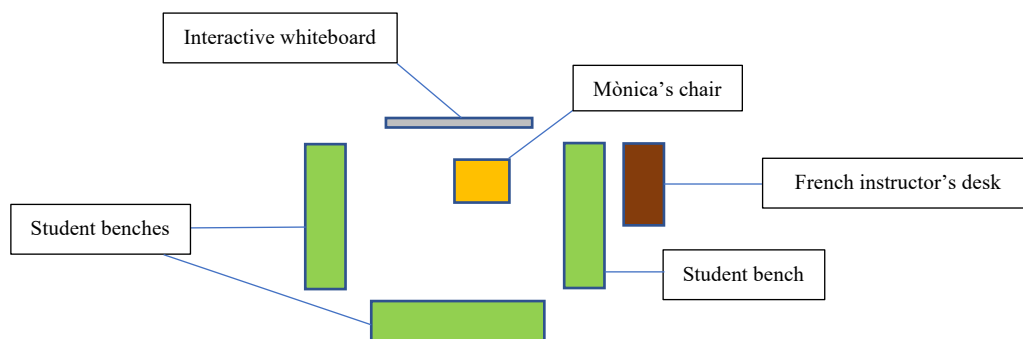 Interactive whiteboard
Mònica’s chair
French instructor’s desk
Student benches
Student bench